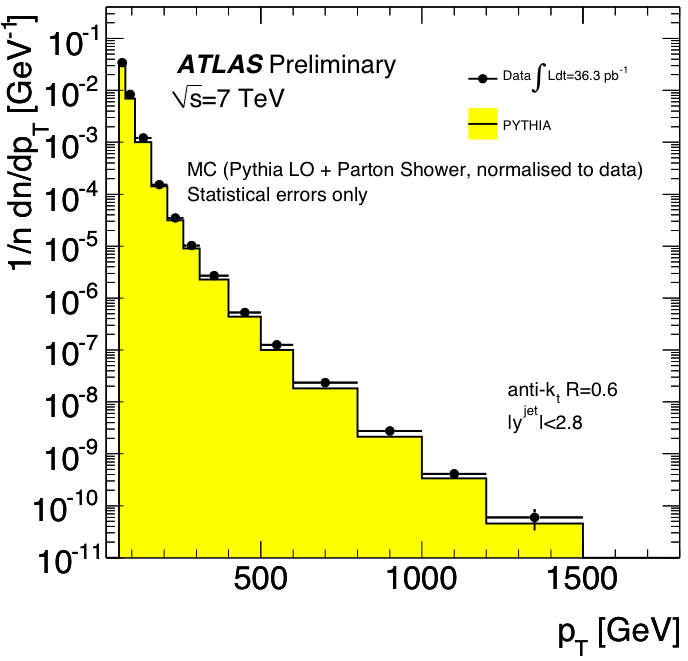 1/n dn/dp_T [GeV^-1]
10^-1
10^-2
10^-3
10^-4
10^-5
10^-6
10^-7
10^-8
10^-9
10^-10
10^-11
ATLAS Preliminary
√s=7 TeV
Data ∫ Ldt=36.3 pb^-1
PYTHIA
MC (Pythia LO + Parton Shower, normalised to data)
Statistical errors only
anti-k_t R=0.6
|y^jet|<2.8
500 1000 1500
p_T [GeV]